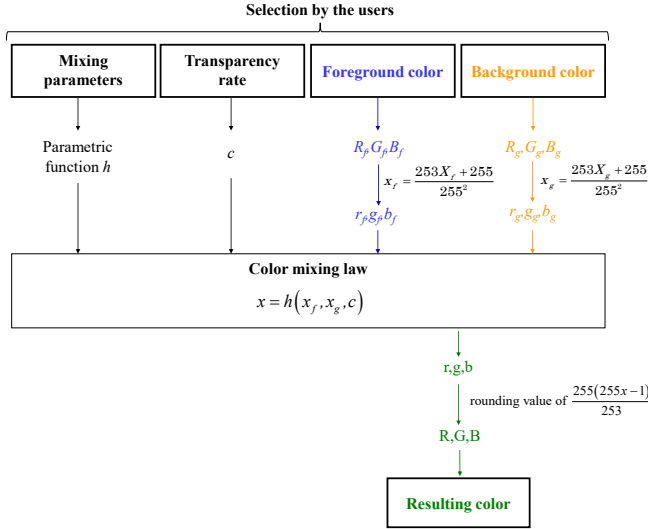 Selection by the users
Mixing parameters
Transparency rate
Foreground color
Background color
Parametric function h
c
R_f,G_f,B_f
R_g,G_g,B_g
x_f = (253X_f + 255) / 255²
x_g = (253X_g + 255) / 255²
r_f,g_f,b_f
r_g,g_g,b_g
Color mixing law
x = h(x_f, x_g, c)
r,g,b
rounding value of 255(255x−1) / 253
R,G,B
Resulting color